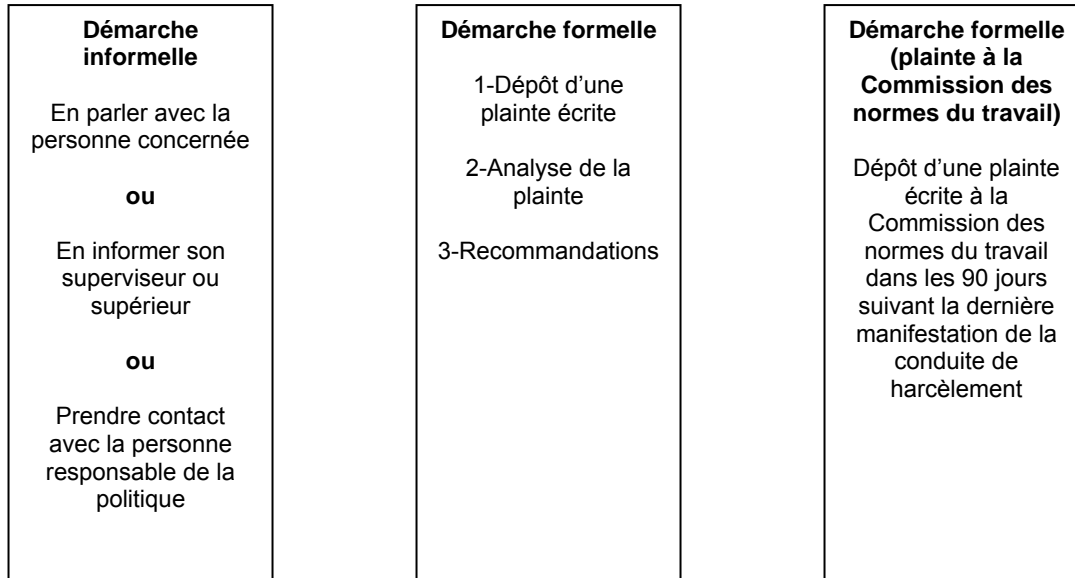 Démarche
informelle
En parler avec la
personne concernée
ou
En informer son
superviseur ou
supérieur
ou
Prendre contact
avec la personne
responsable de la
politique
Démarche formelle
1-Dépôt d’une
plainte écrite
2-Analyse de la
plainte
3-Recommandations
Démarche formelle
(plainte à la
Commission des
normes du travail)
Dépôt d’une plainte
écrite à la
Commission des
normes du travail
dans les 90 jours
suivant la dernière
manifestation de la
conduite de
harcèlement